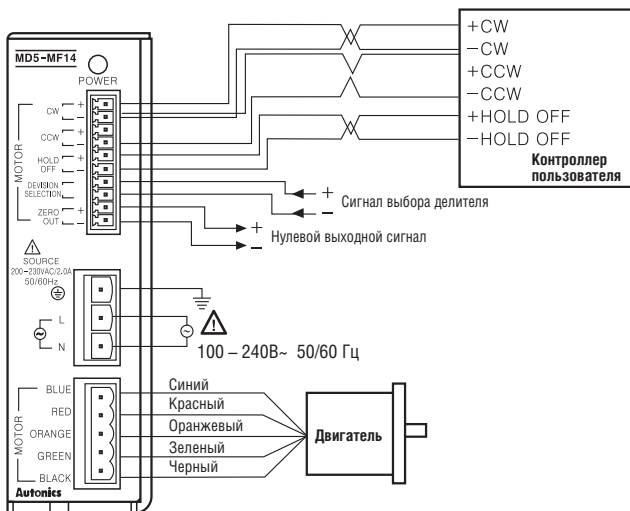 MD5-MF14
POWER
MOTOR
CW
+
−
CCW
+
−
HOLD OFF
+
−
DEVISION SELECTION
ZERO OUT
+
−
SOURCE
200-230VAC/2.0A
50/60Hz
L
N
MOTOR
BLUE
RED
ORANGE
GREEN
BLACK
Autonics
+CW
−CW
+CCW
−CCW
+HOLD OFF
−HOLD OFF
Контроллер
пользователя
+
−
Сигнал выбора делителя
+
−
Нулевой выходной сигнал
100 – 240В~ 50/60 Гц
Синий
Красный
Оранжевый
Зеленый
Черный
Двигатель